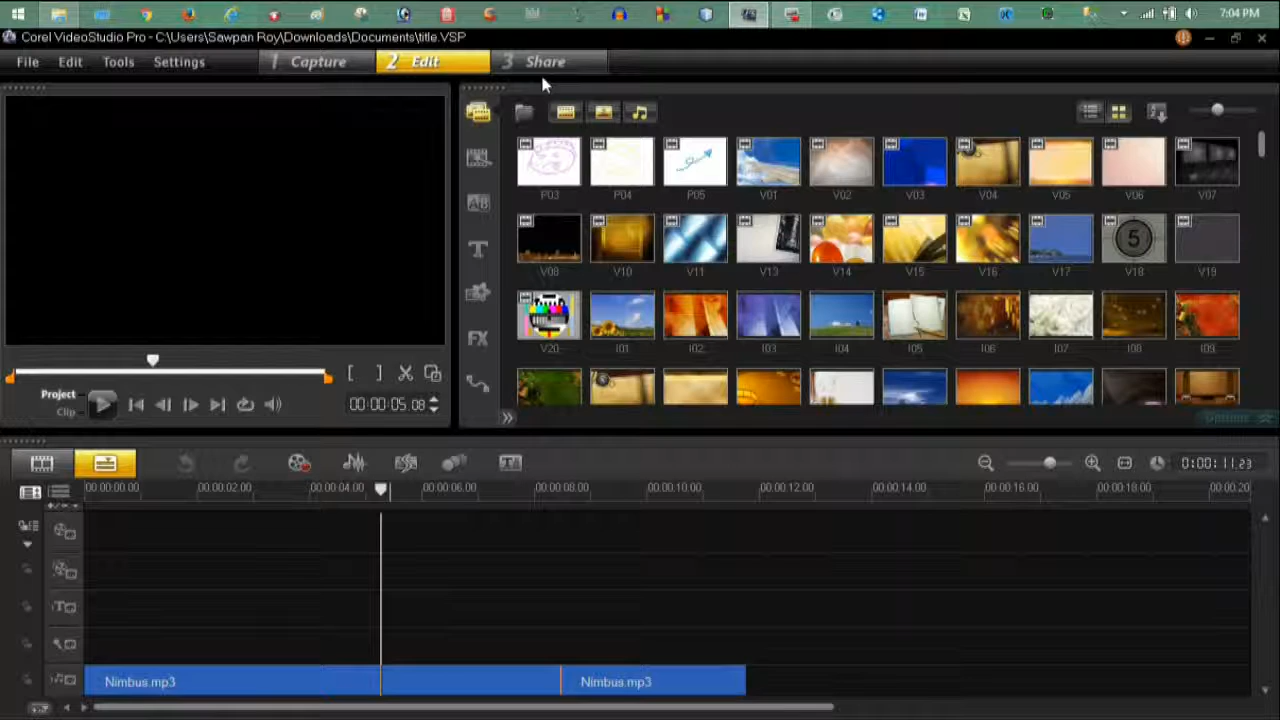 7:04 PM
Corel VideoStudio Pro - C:\Users\Sawpan Roy\Downloads\Documents\title.VSP
File Edit Tools Settings 1 Capture 2 Edit 3 Share
P03 P04 P05 V01 V02 V03 V04 V05 V06 V07
V08 V10 V11 V13 V14 V15 V16 V17 V18 V19
5
V20 I01 I02 I03 I04 I05 I06 I07 I08 I09
Project
Clip
00:00:05.08
Options
0:00:11.23
00:00:00.00 00:00:02.00 00:00:04.00 00:00:06.00 00:00:08.00 00:00:10.00 00:00:12.00 00:00:14.00 00:00:16.00 00:00:18.00 00:00:20
Nimbus.mp3 Nimbus.mp3